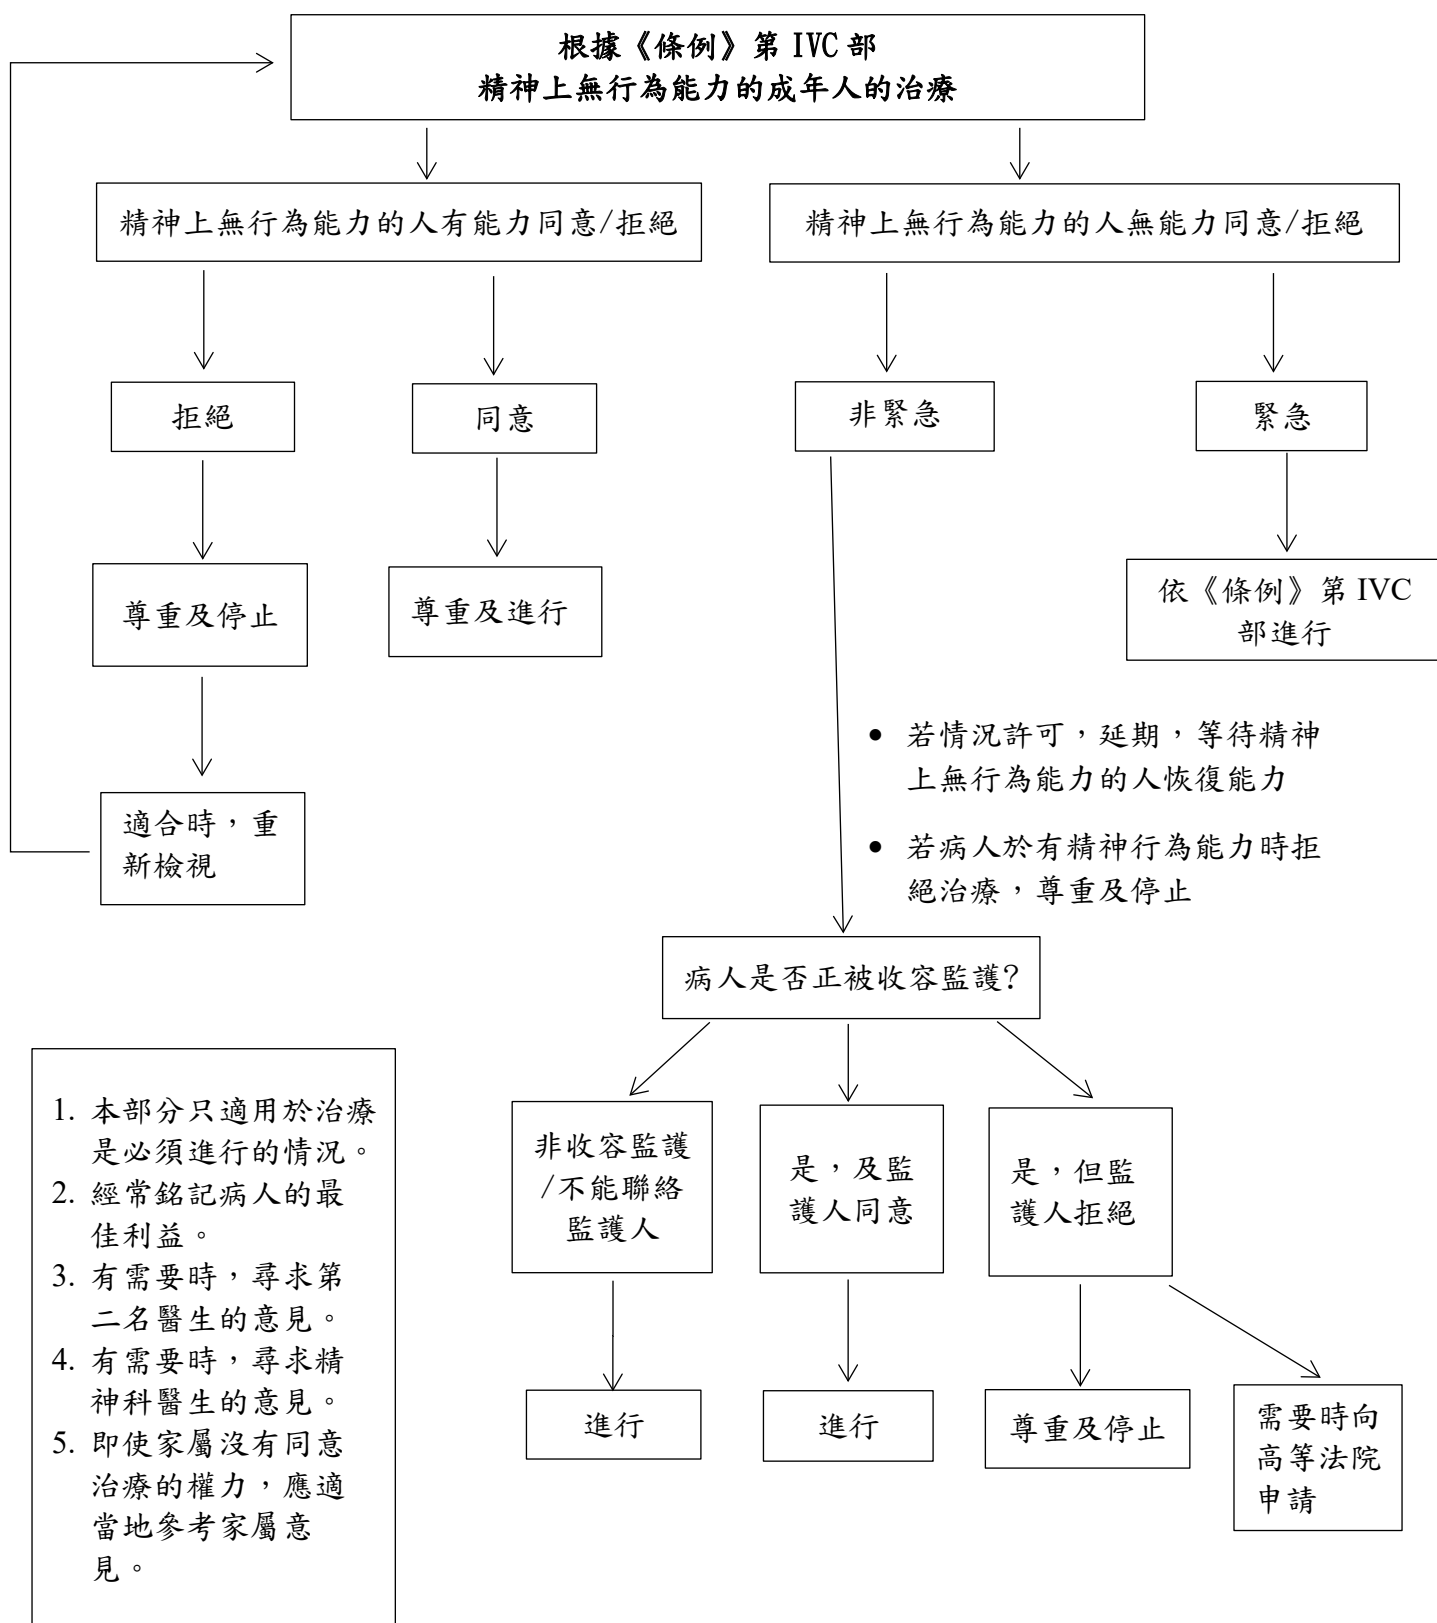 根據《條例》第 IVC 部
精神上無行為能力的成年人的治療
精神上無行為能力的人有能力同意/拒絕
精神上無行為能力的人無能力同意/拒絕
拒絕
同意
非緊急
緊急
尊重及停止
尊重及進行
依《條例》第 IVC
部進行
適合時，重
新檢視
• 若情況許可，延期，等待精神
上無行為能力的人恢復能力
• 若病人於有精神行為能力時拒
絕治療，尊重及停止
病人是否正被收容監護?
非收容監護
/不能聯絡
監護人
是，及監
護人同意
是，但監
護人拒絕
進行
進行
尊重及停止
需要時向
高等法院
申請
1. 本部分只適用於治療
是必須進行的情況。
2. 經常銘記病人的最
佳利益。
3. 有需要時，尋求第
二名醫生的意見。
4. 有需要時，尋求精
神科醫生的意見。
5. 即使家屬沒有同意
治療的權力，應適
當地參考家屬意
見。